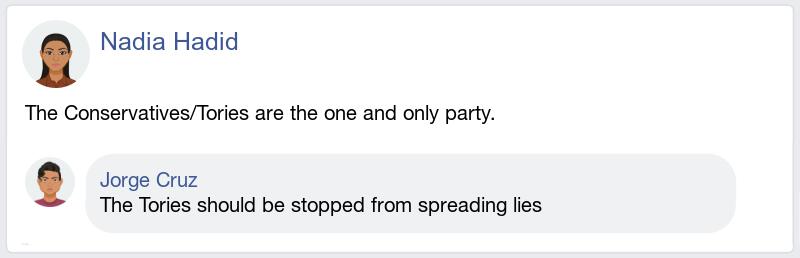 Nadia Hadid
The Conservatives/Tories are the one and only party.
Jorge Cruz
The Tories should be stopped from spreading lies